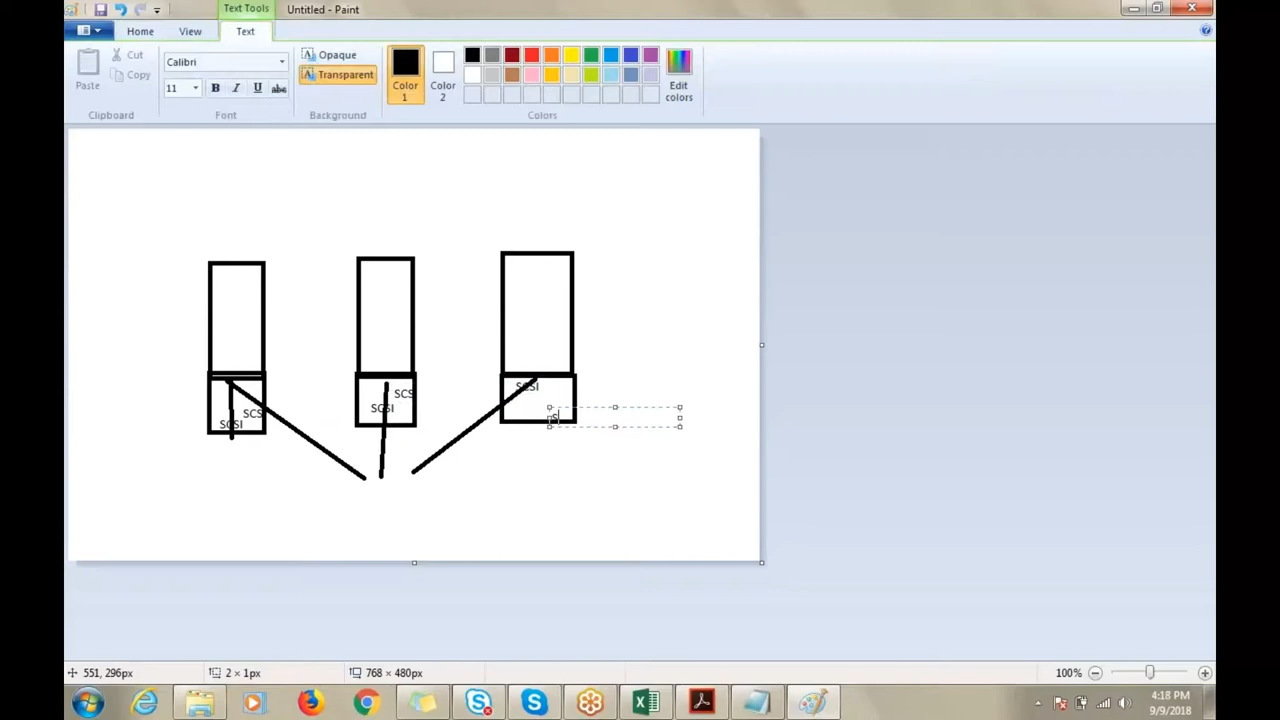 Text Tools
Untitled - Paint
Home
View
Text
Paste
Cut
Copy
Clipboard
Calibri
11
B I U abc
Font
Opaque
Transparent
Background
Color 1
Color 2
Edit colors
Colors
SCSI
SCS
SCS
SCSI
SCS
SCSI
S
551, 296px
2 × 1px
768 × 480px
100%
4:18 PM
9/9/2018